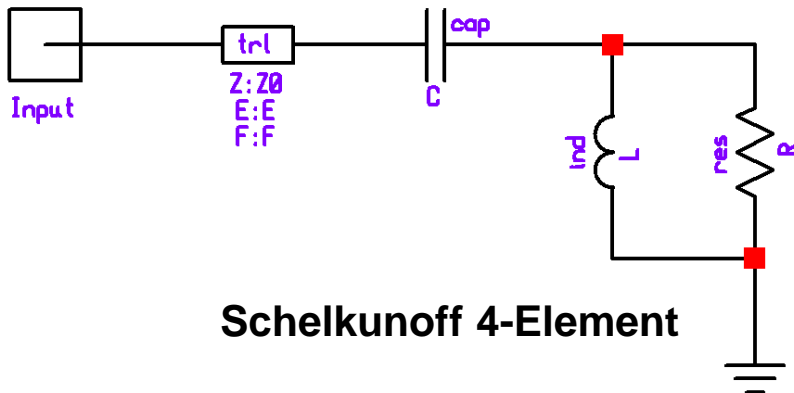 cap
trl
Input
Z:Z0
E:E
F:F
C
ind
L
res
R
Schelkunoff 4-Element